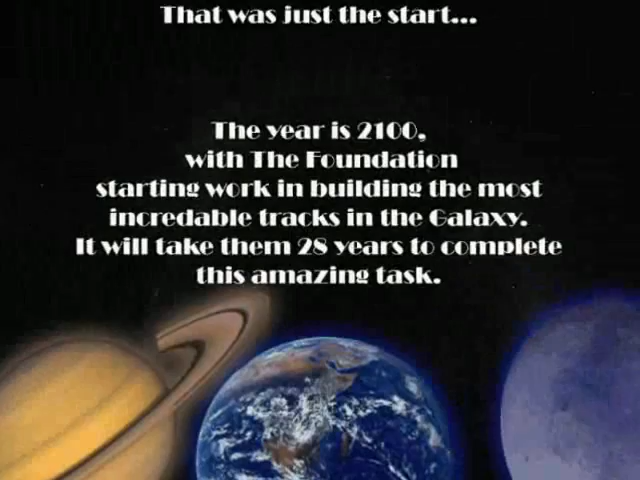 That was just the start...
The year is 2100,
with The Foundation
starting work in building the most
incredable tracks in the Galaxy.
It will take them 28 years to complete
this amazing task.